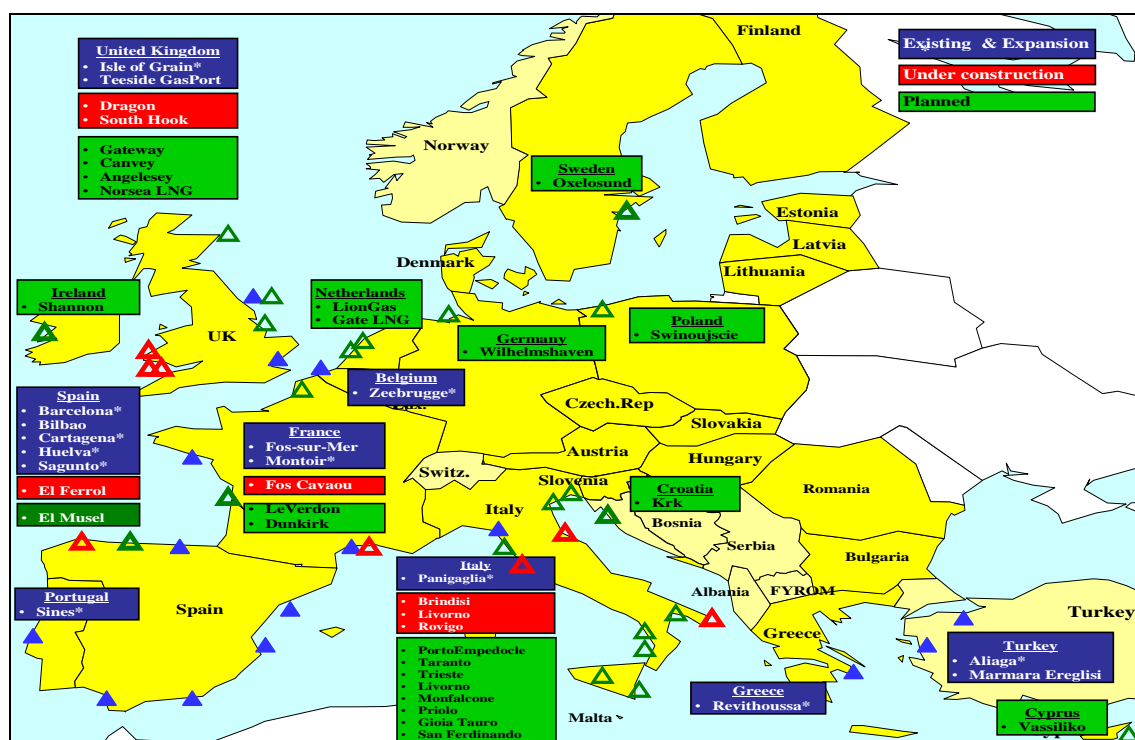 United Kingdom
• Isle of Grain*
• Teeside GasPort
• Dragon
• South Hook
• Gateway
• Canvey
• Angelesey
• Norsea LNG
Existing & Expansion
Under construction
Planned
Finland
Norway
Sweden
• Oxelosund
Estonia
Latvia
Lithuania
Denmark
Ireland
• Shannon
UK
Netherlands
• LionGas
• Gate LNG
Germany
• Wilhelmshaven
Poland
• Swinoujscie
Belgium
• Zeebrugge*
Lux.
Czech.Rep
Slovakia
Austria
Hungary
Switz.
Slovenia
Romania
Italy
Croatia
• Krk
Bosnia
Serbia
Bulgaria
Albania
FYROM
Greece
Turkey
Spain
• Barcelona*
• Bilbao
• Cartagena*
• Huelva*
• Sagunto*
• El Ferrol
• El Musel
France
• Fos-sur-Mer
• Montoir*
• Fos Cavaou
• LeVerdon
• Dunkirk
Portugal
• Sines*
Spain
Italy
• Panigaglia*
• Brindisi
• Livorno
• Rovigo
• PortoEmpedocle
• Taranto
• Trieste
• Livorno
• Monfalcone
• Priolo
• Gioia Tauro
• San Ferdinando
Malta
Greece
• Revithoussa*
Turkey
• Aliaga*
• Marmara Ereglisi
Cyprus
• Vassiliko